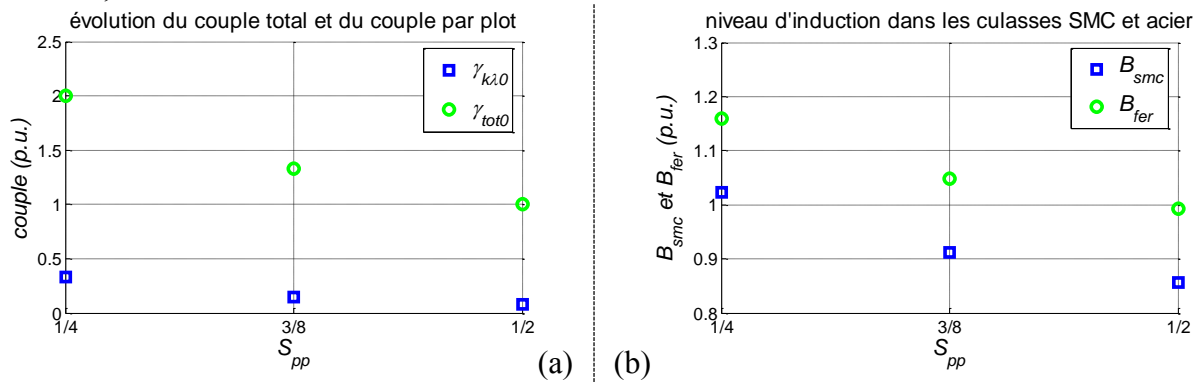 évolution du couple total et du couple par plot
2.5
2
1.5
1
0.5
0
couple (p.u.)
γkλ0
γtot0
1/4
3/8
1/2
Spp
(a)
niveau d'induction dans les culasses SMC et acier
1.3
1.2
1.1
1
0.9
0.8
Bsmc et Bfer (p.u.)
Bsmc
Bfer
1/4
3/8
1/2
Spp
(b)